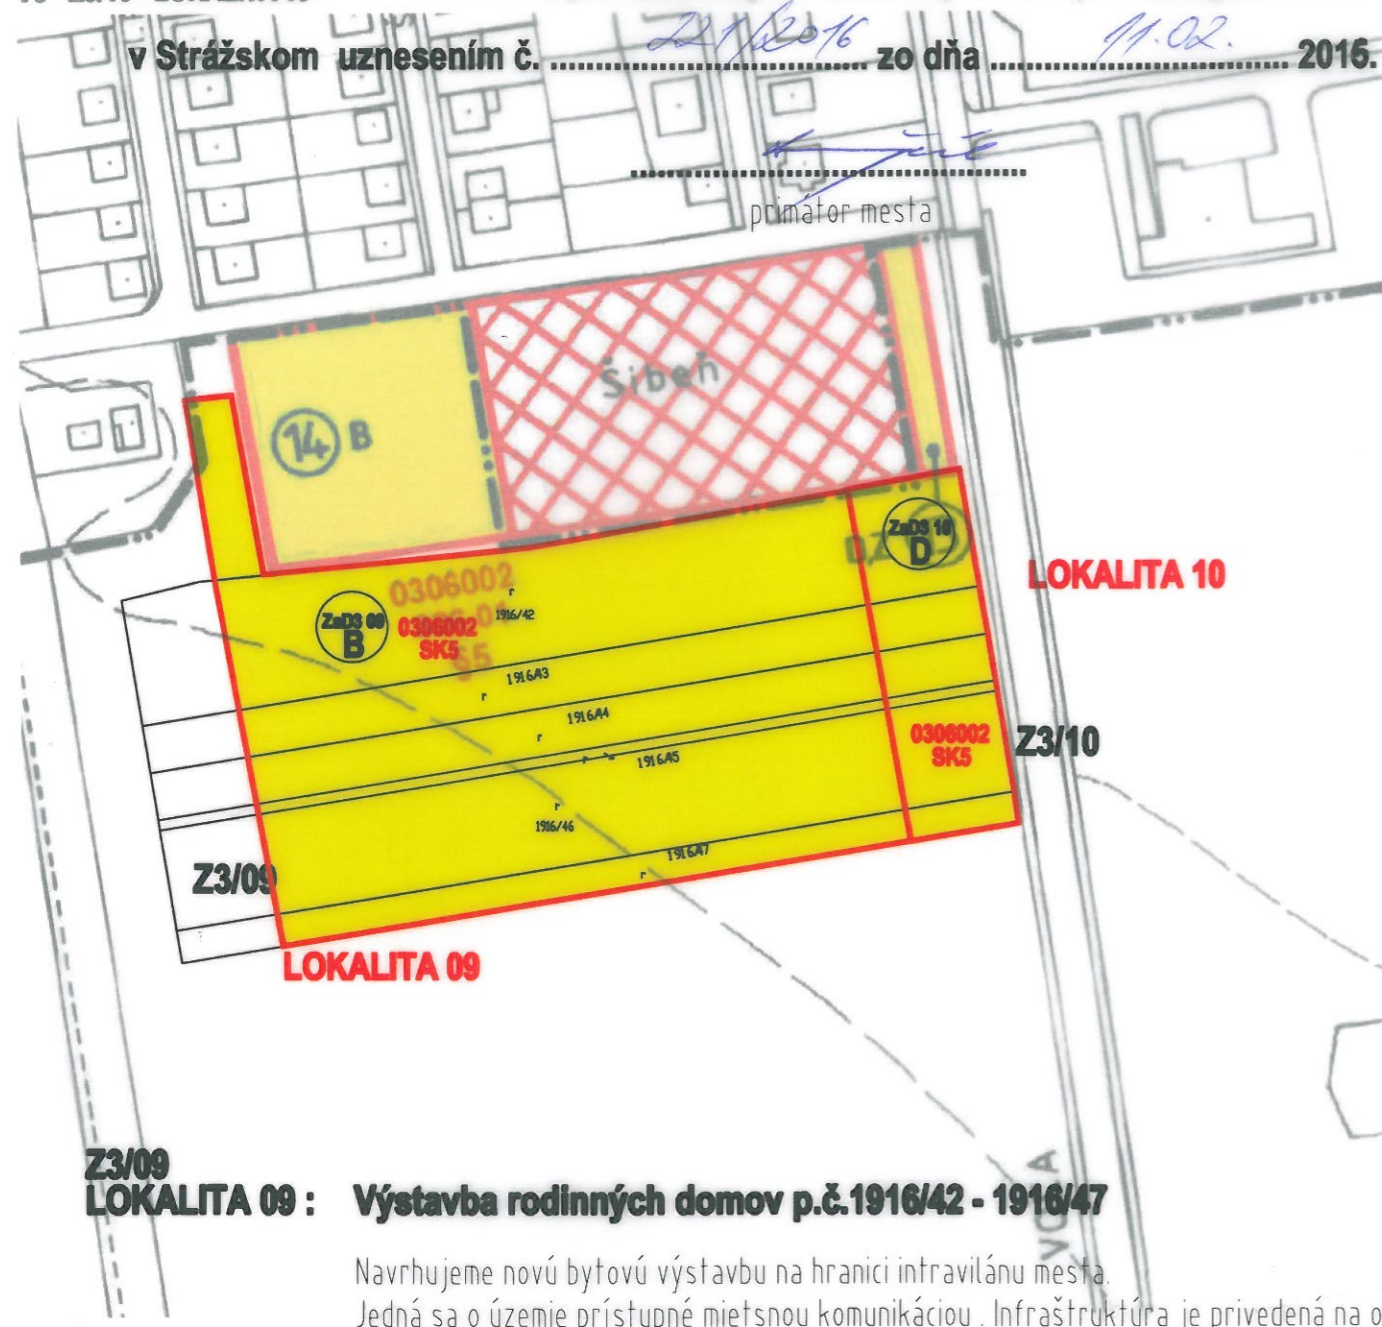 v Strážskom uznesením č. 221/2016 zo dňa 11.02. 2016.
primátor mesta
Šibeň
14 B
ZaD3 10
D
LOKALITA 10
0306002
1916/42
ZaD3 09
B
0306002
SK5
1916/43
1916/44
1916/45
0306002
SK5
Z3/10
1916/46
1916/47
Z3/09
LOKALITA 09
Z3/09
LOKALITA 09 : Výstavba rodinných domov p.č.1916/42 - 1916/47
Navrhujeme novú bytovú výstavbu na hranici intravilánu mesta.
Jedná sa o územie prístupné mietsnou komunikáciou . Infraštruktúra je privedená na